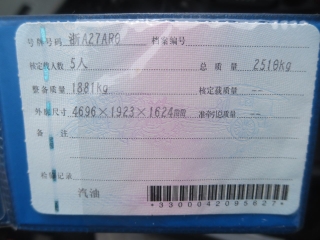 号牌号码 浙A27AR6 档案编号
核定载人数 5人 总质量 2518kg
整备质量 1881kg 核定载质量 --
外廓尺寸 4696×1923×1624mm 准牵引总质量 --
备注
检验记录
汽油
*3300042095627*